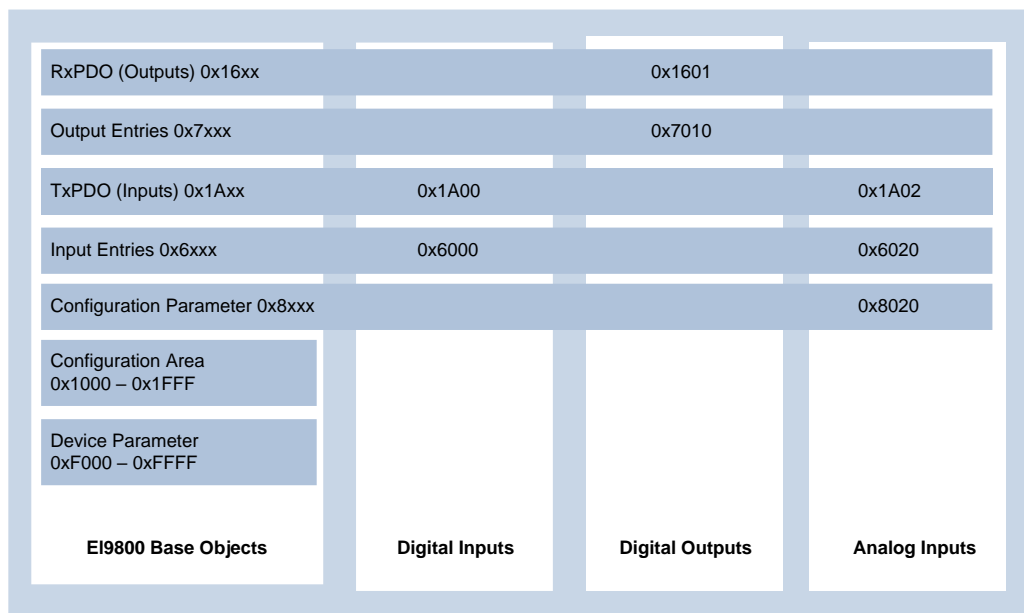 RxPDO (Outputs) 0x16xx 0x1601
Output Entries 0x7xxx 0x7010
TxPDO (Inputs) 0x1Axx 0x1A00 0x1A02
Input Entries 0x6xxx 0x6000 0x6020
Configuration Parameter 0x8xxx 0x8020
Configuration Area
0x1000 – 0x1FFF
Device Parameter
0xF000 – 0xFFFF
El9800 Base Objects Digital Inputs Digital Outputs Analog Inputs